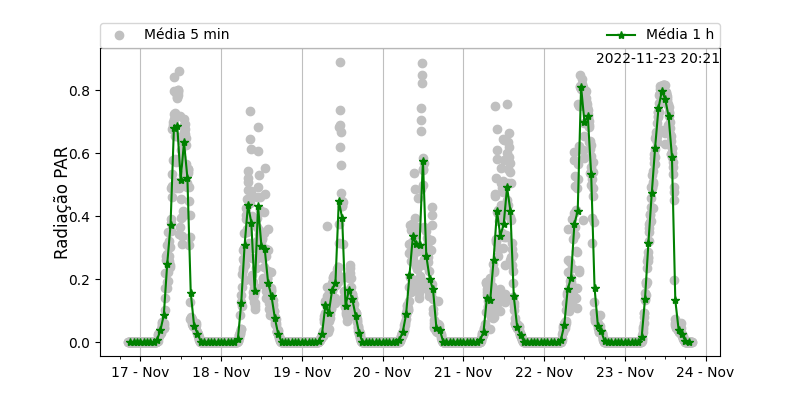 Média 5 min
Média 1 h
2022-11-23 20:21
Radiação PAR
0.8
0.6
0.4
0.2
0.0
17 - Nov
18 - Nov
19 - Nov
20 - Nov
21 - Nov
22 - Nov
23 - Nov
24 - Nov